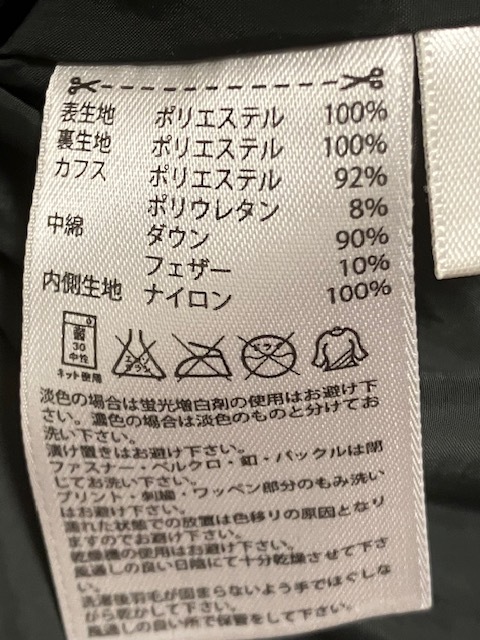 表生地 ポリエステル 100%
裏生地 ポリエステル 100%
カフス ポリエステル 92%
ポリウレタン 8%
中綿 ダウン 90%
フェザー 10%
内側生地 ナイロン 100%
弱
30
中性
ネット使用
エンソ
サラシ
ドライ
淡色の場合は蛍光増白剤の使用はお避け下
さい。濃色の場合は淡色のものと分けてお
洗い下さい。
漬け置きはお避け下さい。
ファスナー・ベルクロ・釦・バックルは閉
じてお洗い下さい。
プリント・刺繍・ワッペン部分のもみ洗い
はお避け下さい。
濡れた状態での放置は色移りの原因となり
ますのでお避け下さい。
乾燥機の使用はお避け下さい。
風通しの良い日陰にて十分乾燥させて下さ
い。
洗濯後羽毛が固まらないよう手でほぐしな
がら乾かして下さい。
風通しの良い所で保管をして下さい。